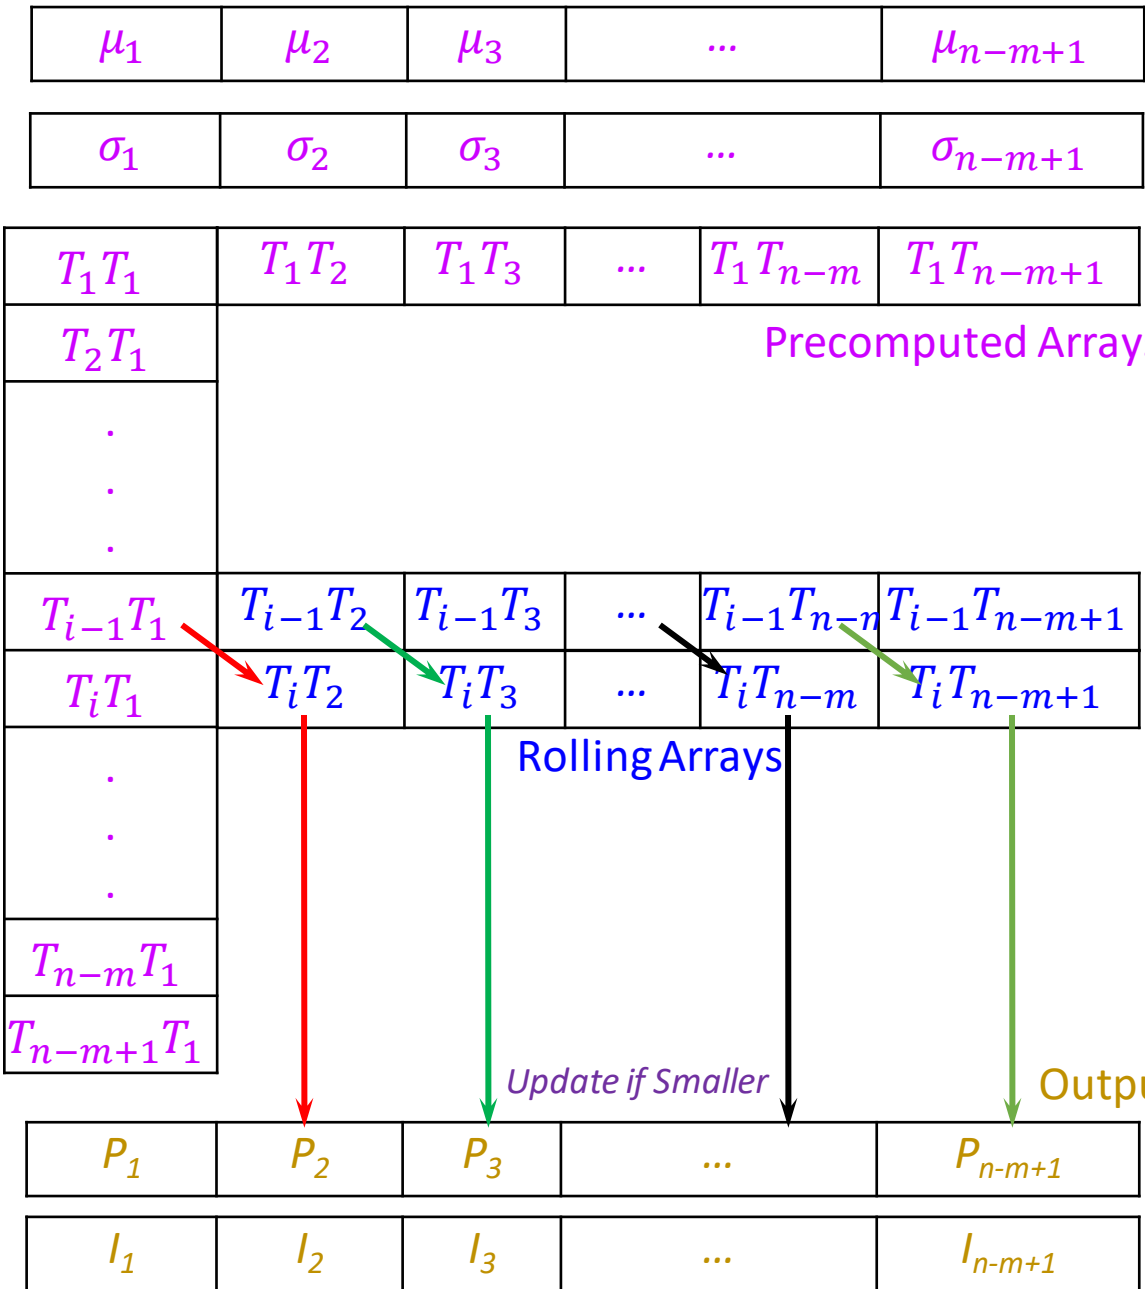 μ₁ μ₂ μ₃ ... μₙ₋ₘ₊₁
σ₁ σ₂ σ₃ ... σₙ₋ₘ₊₁
T₁T₁ T₁T₂ T₁T₃ ... T₁Tₙ₋ₘ T₁Tₙ₋ₘ₊₁
T₂T₁ Precomputed Array
.
.
.
Tᵢ₋₁T₁ Tᵢ₋₁T₂ Tᵢ₋₁T₃ ... Tᵢ₋₁Tₙ₋ Tᵢ₋₁Tₙ₋ₘ₊₁
TᵢT₁ TᵢT₂ TᵢT₃ ... TᵢTₙ₋ₘ TᵢTₙ₋ₘ₊₁
Rolling Arrays
.
.
.
Tₙ₋ₘT₁
Tₙ₋ₘ₊₁T₁
Update if Smaller Outpu
P₁ P₂ P₃ ... Pₙ₋ₘ₊₁
I₁ I₂ I₃ ... Iₙ₋ₘ₊₁